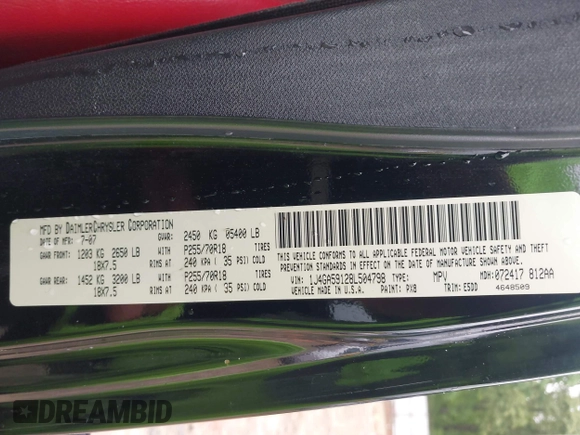 MFD BY DAIMLERCHRYSLER CORPORATION
DATE OF MFR: 7-07 GVWR: 2450 KG 05400 LB
GAWR FRONT: 1203 KG 2650 LB P255/70R18 TIRES
18X7.5 RIMS AT 240 KPA ( 35 PSI) COLD
GAWR REAR: 1452 KG 3200 LB P255/70R18 TIRES
18X7.5 RIMS AT 240 KPA ( 35 PSI) COLD
THIS VEHICLE CONFORMS TO ALL APPLICABLE FEDERAL MOTOR VEHICLE SAFETY, BUMPER AND THEFT
PREVENTION STANDARDS IN EFFECT ON THE DATE OF MANUFACTURE SHOWN ABOVE.
VIN: 1J4GA59128L504798 TYPE: MPV MDH: 072417 812AA
VEHICLE MADE IN U.S.A. PAINT: PX8 TRIM: E5DD 4648509
DREAMBID